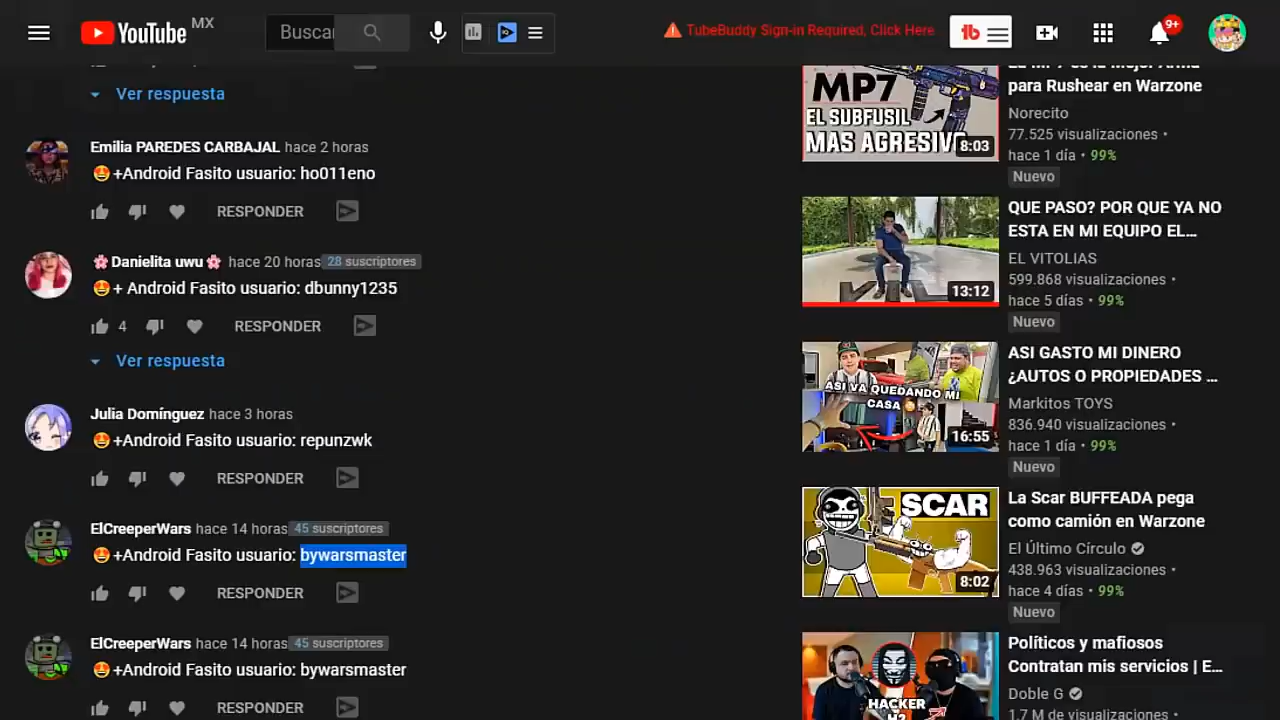 YouTube MX
Buscar
TubeBuddy Sign-in Required, Click Here
tb
9+
Ver respuesta
Emilia PAREDES CARBAJAL hace 2 horas
🤩+Android Fasito usuario: ho011eno
RESPONDER
🌸Danielita uwu🌸 hace 20 horas 28 suscriptores
🤩+ Android Fasito usuario: dbunny1235
4 RESPONDER
Ver respuesta
Julia Domínguez hace 3 horas
🤩+Android Fasito usuario: repunzwk
RESPONDER
ElCreeperWars hace 14 horas 45 suscriptores
🤩+Android Fasito usuario: bywarsmaster
RESPONDER
ElCreeperWars hace 14 horas 45 suscriptores
🤩+Android Fasito usuario: bywarsmaster
RESPONDER
MP7
EL SUBFUSIL
MAS AGRESIVO
8:03
La MP7 es la Mejor Arma
para Rushear en Warzone
Norecito
77.525 visualizaciones •
hace 1 día • 99%
Nuevo
13:12
QUE PASO? POR QUE YA NO
ESTA EN MI EQUIPO EL...
EL VITOLIAS
599.868 visualizaciones •
hace 5 días • 99%
Nuevo
ASI VA QUEDANDO MI
CASA
16:55
ASI GASTO MI DINERO
¿AUTOS O PROPIEDADES ...
Markitos TOYS
836.940 visualizaciones •
hace 1 día • 99%
Nuevo
SCAR
8:02
La Scar BUFFEADA pega
como camión en Warzone
El Último Círculo
438.963 visualizaciones •
hace 4 días • 99%
Nuevo
HACKER
Políticos y mafiosos
Contratan mis servicios | E...
Doble G
1.7 M de visualizaciones •